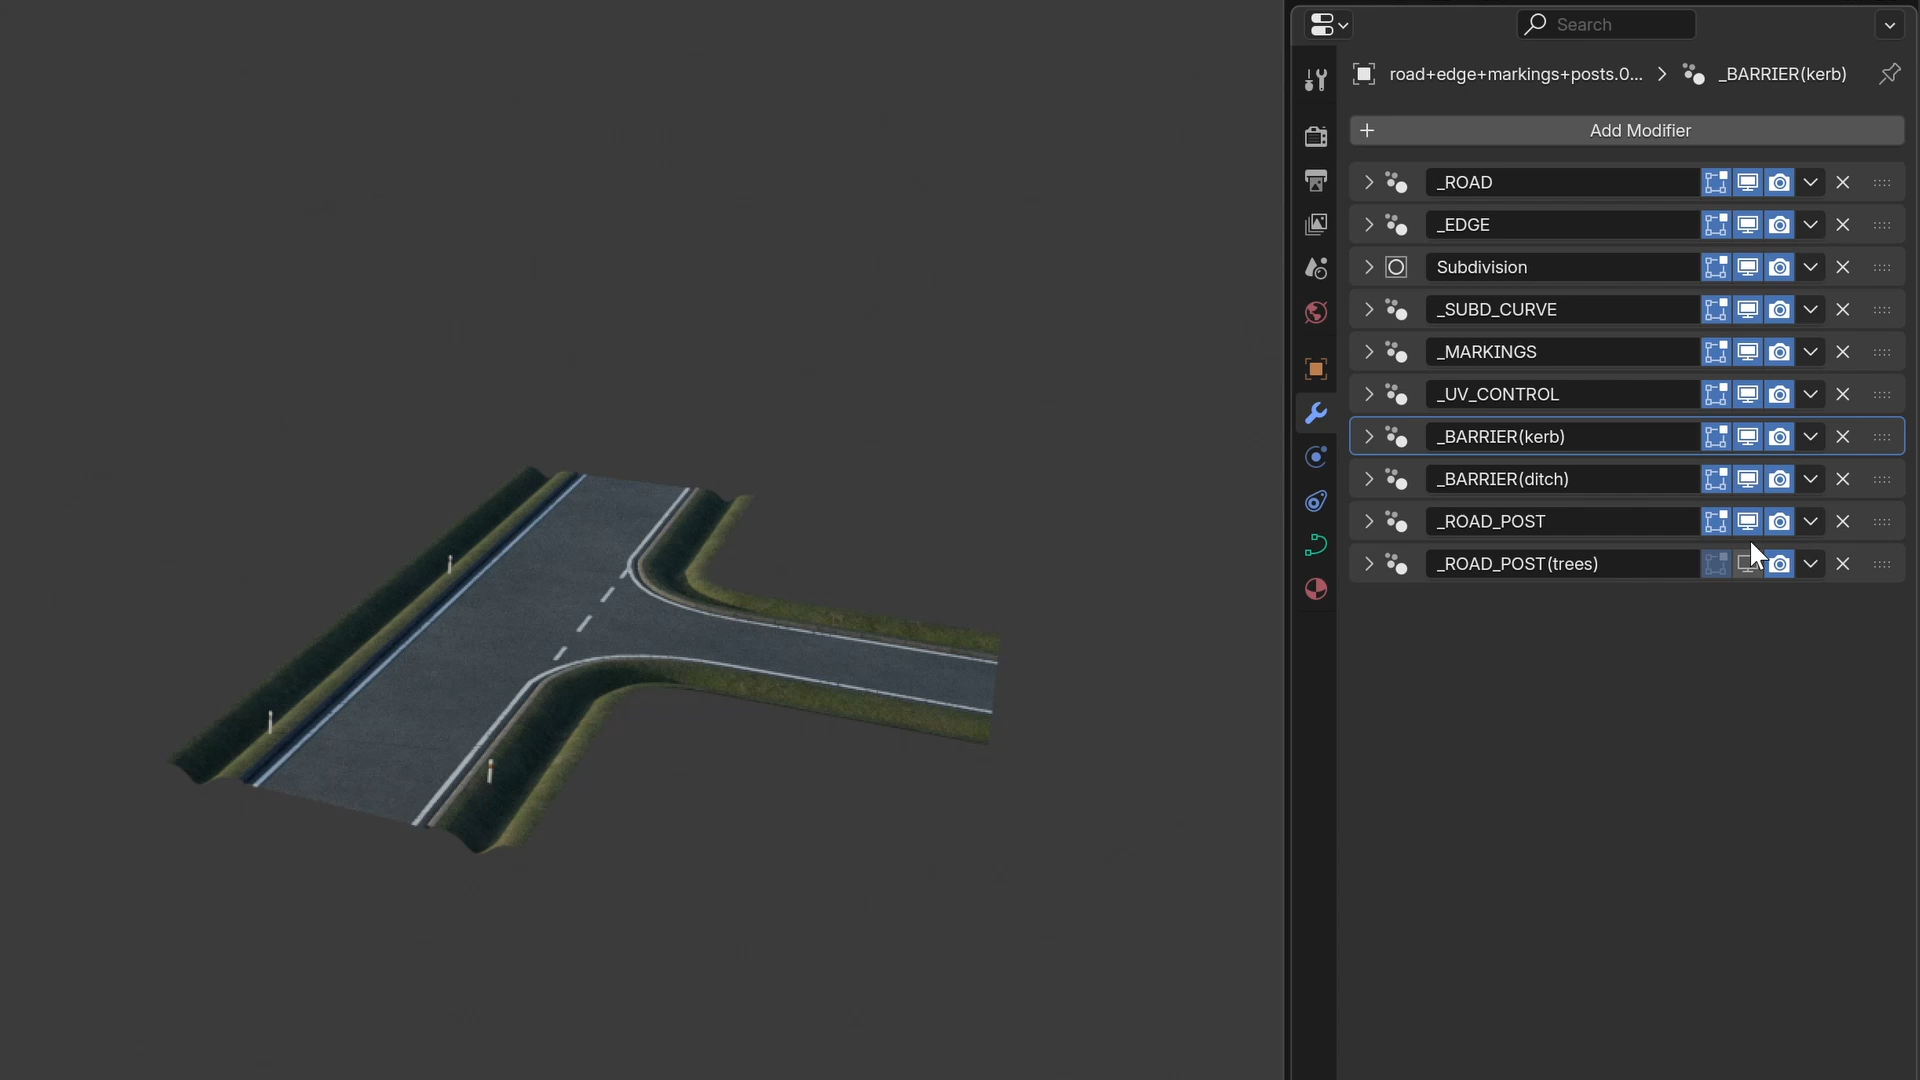 Search
road+edge+markings+posts.0... _BARRIER(kerb)
Add Modifier
_ROAD
_EDGE
Subdivision
_SUBD_CURVE
_MARKINGS
_UV_CONTROL
_BARRIER(kerb)
_BARRIER(ditch)
_ROAD_POST
_ROAD_POST(trees)